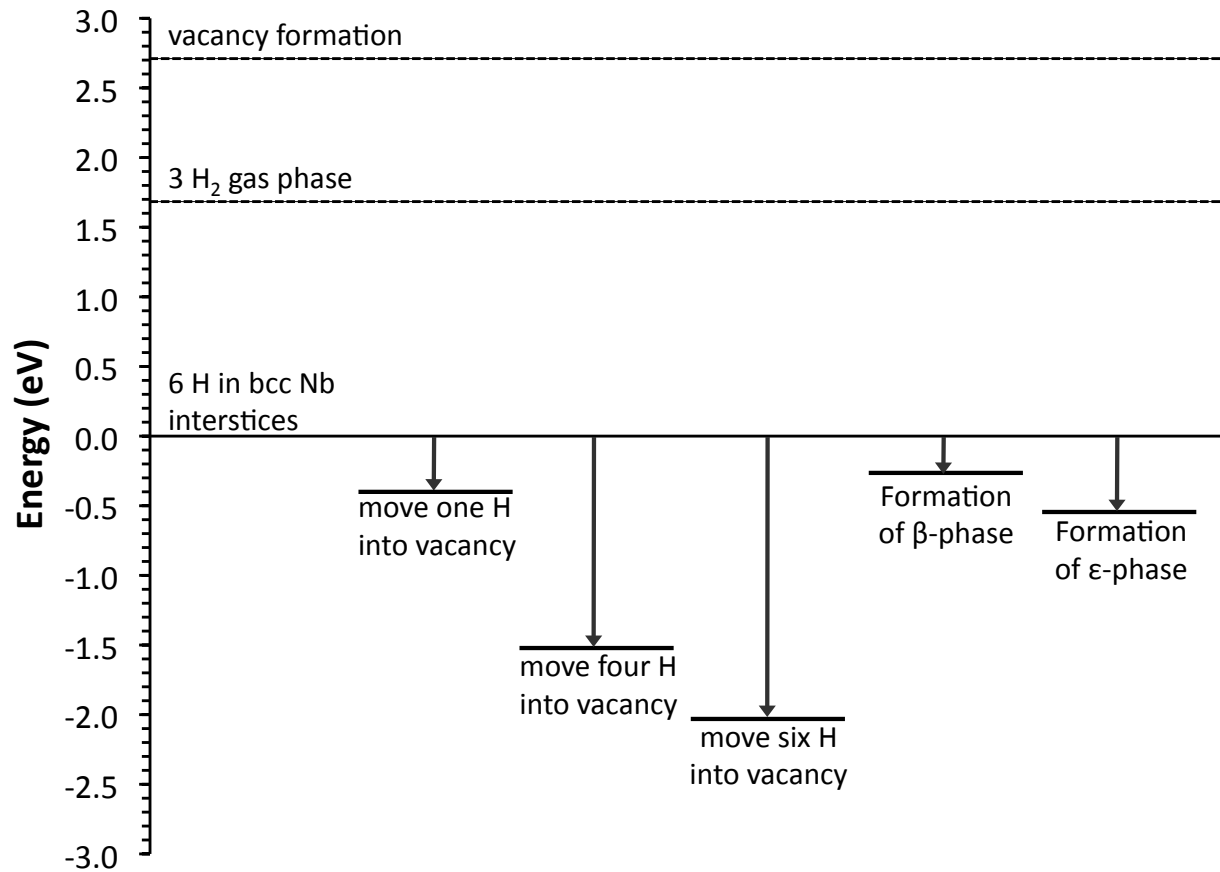 3.0
vacancy formation
2.5
2.0
3 H₂ gas phase
1.5
1.0
0.5
6 H in bcc Nb
interstices
0.0
Energy (eV)
-0.5
move one H
into vacancy
Formation
of β-phase
Formation
of ε-phase
-1.0
-1.5
move four H
into vacancy
-2.0
move six H
into vacancy
-2.5
-3.0